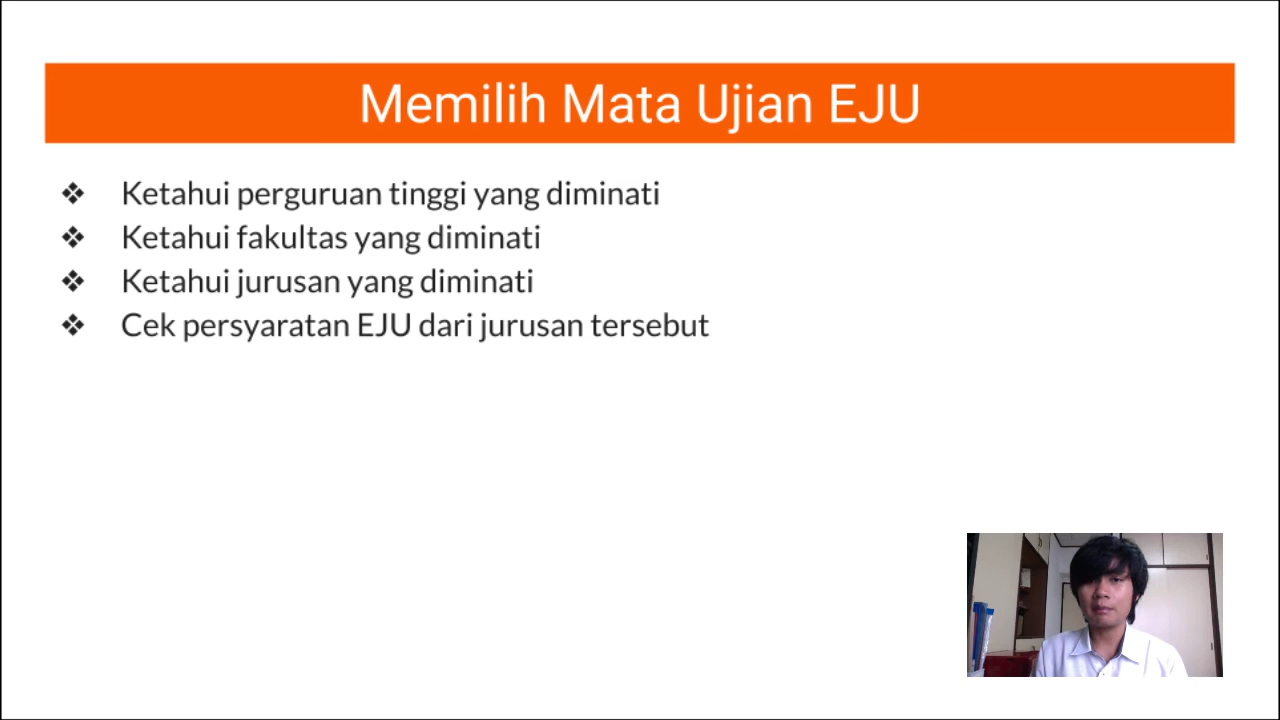 Memilih Mata Ujian EJU
❖ Ketahui perguruan tinggi yang diminati
❖ Ketahui fakultas yang diminati
❖ Ketahui jurusan yang diminati
❖ Cek persyaratan EJU dari jurusan tersebut